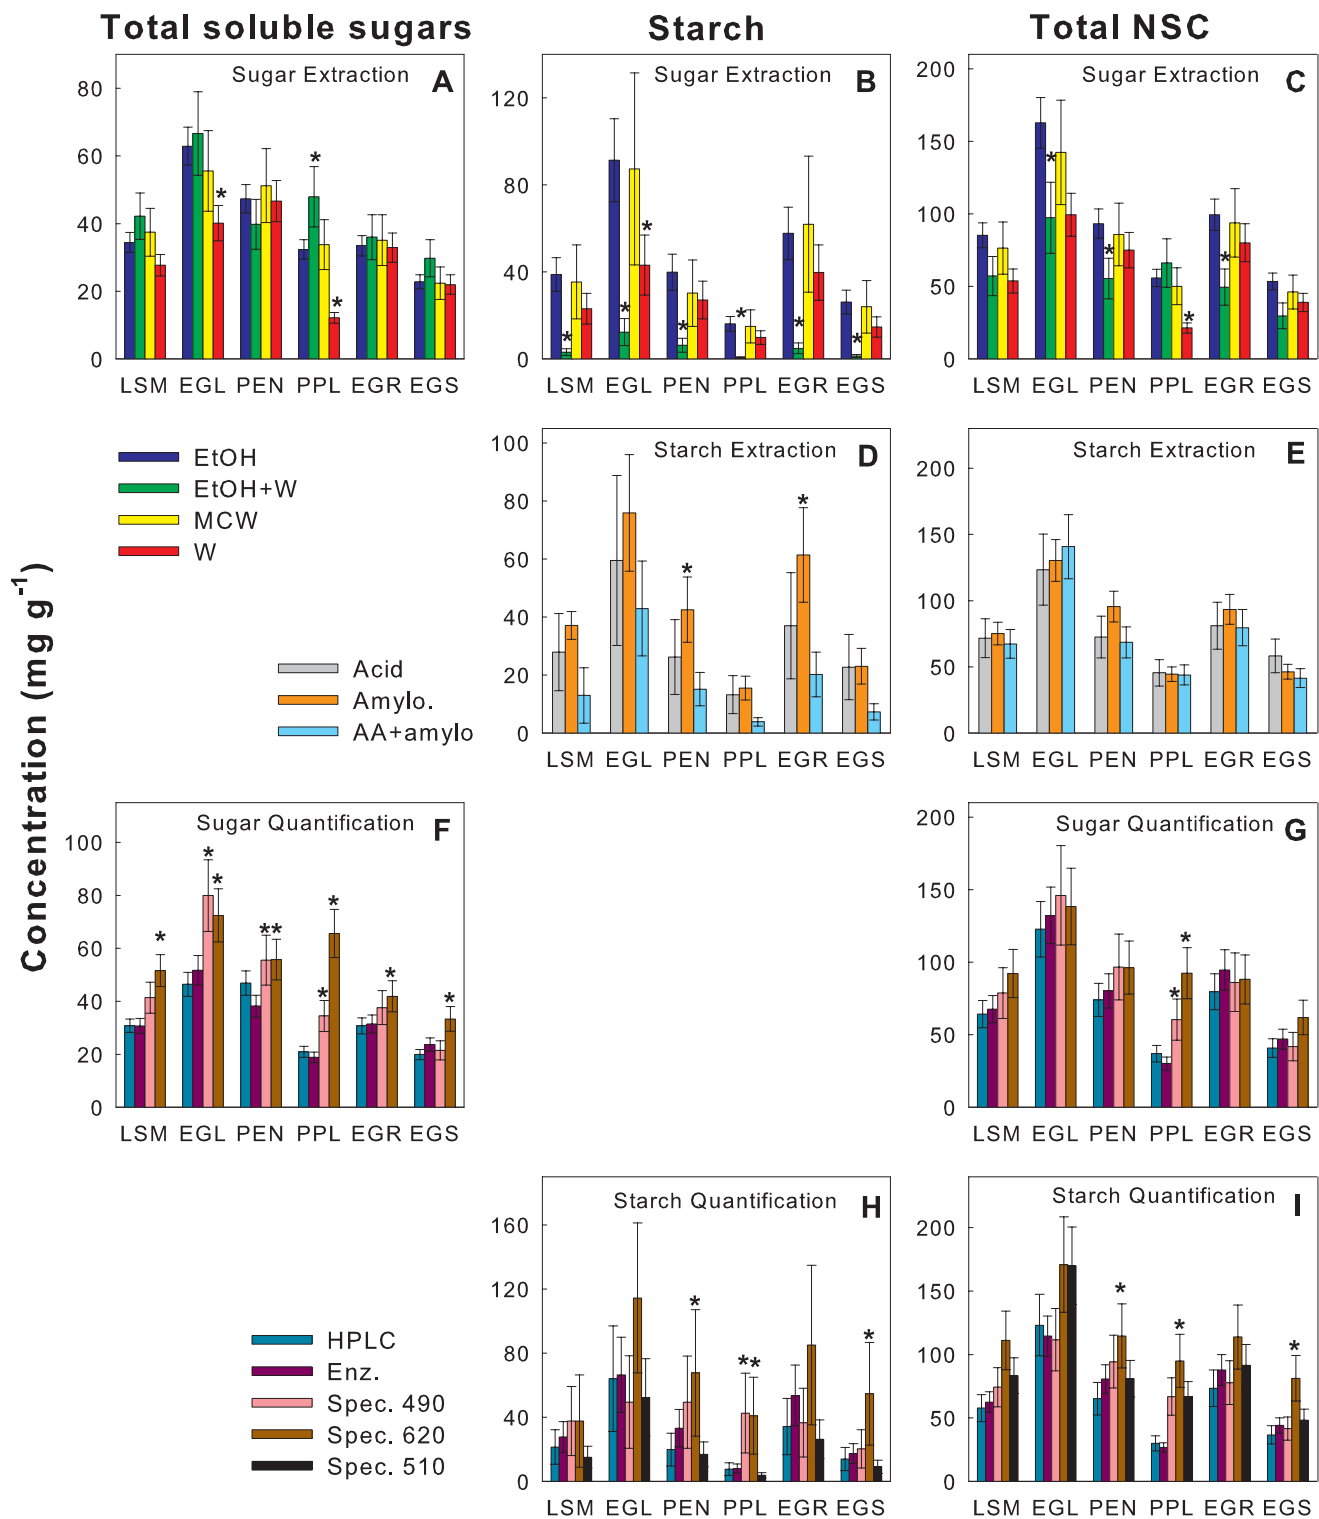 Total soluble sugars Starch Total NSC
Sugar Extraction A
80
60
40
20
0
LSM EGL PEN PPL EGR EGS
* * *
Sugar Extraction B
120
80
40
0
LSM EGL PEN PPL EGR EGS
* * * * * * *
Sugar Extraction C
200
150
100
50
0
LSM EGL PEN PPL EGR EGS
* * * *
EtOH
EtOH+W
MCW
W
Starch Extraction D
100
80
60
40
20
0
LSM EGL PEN PPL EGR EGS
* *
Starch Extraction E
200
150
100
50
0
LSM EGL PEN PPL EGR EGS
Acid
Amylo.
AA+amylo
Concentration (mg g-1)
Sugar Quantification F
100
80
60
40
20
0
LSM EGL PEN PPL EGR EGS
* * * ** * * * *
Sugar Quantification G
200
150
100
50
0
LSM EGL PEN PPL EGR EGS
* *
Starch Quantification H
160
120
80
40
0
LSM EGL PEN PPL EGR EGS
* ** *
Starch Quantification I
200
150
100
50
0
LSM EGL PEN PPL EGR EGS
* * *
HPLC
Enz.
Spec. 490
Spec. 620
Spec. 510